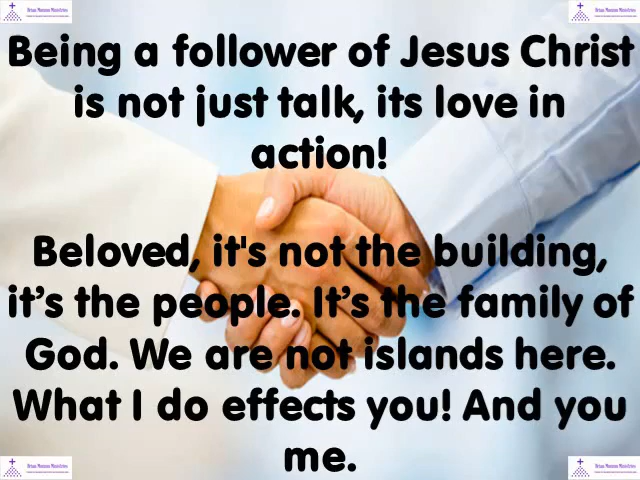 Being a follower of Jesus Christ
is not just talk, its love in
action!
Beloved, it's not the building,
it’s the people. It’s the family of
God. We are not islands here.
What I do effects you! And you
me.